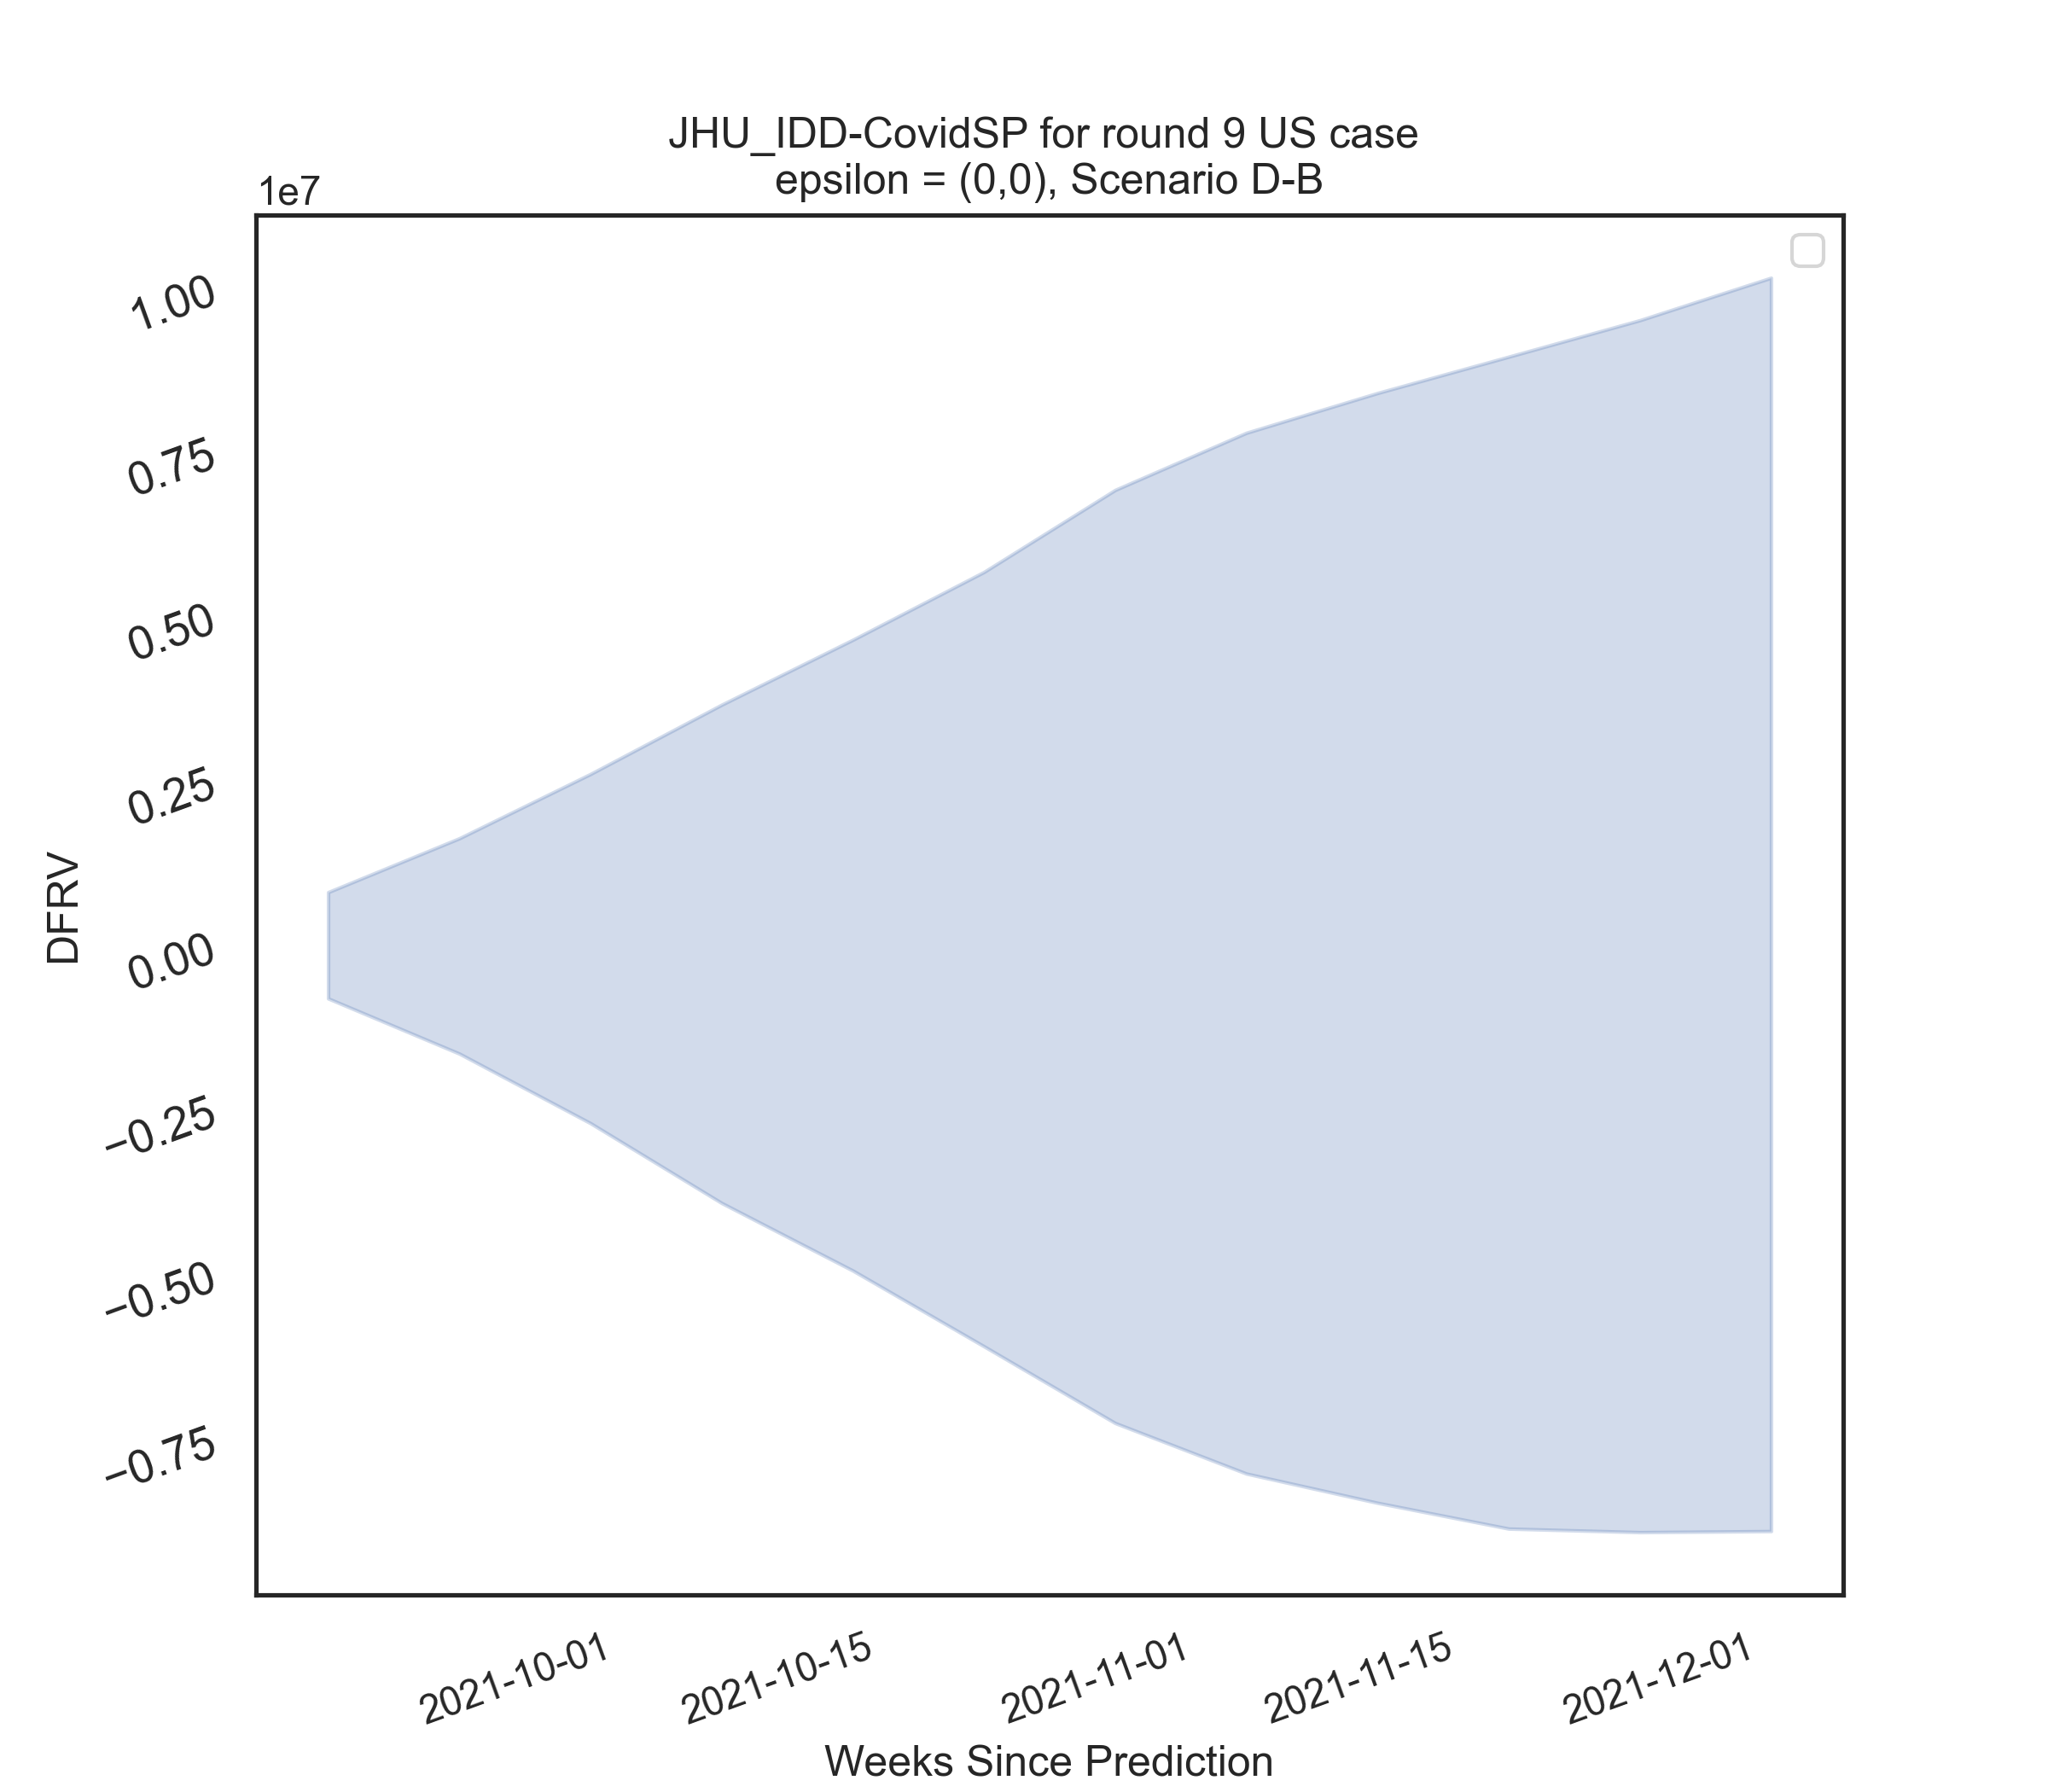 JHU_IDD-CovidSP for round 9 US case
epsilon = (0,0), Scenario D-B
1e7
1.00
0.75
0.50
0.25
0.00
−0.25
−0.50
−0.75
DFRV
2021-10-01
2021-10-15
2021-11-01
2021-11-15
2021-12-01
Weeks Since Prediction